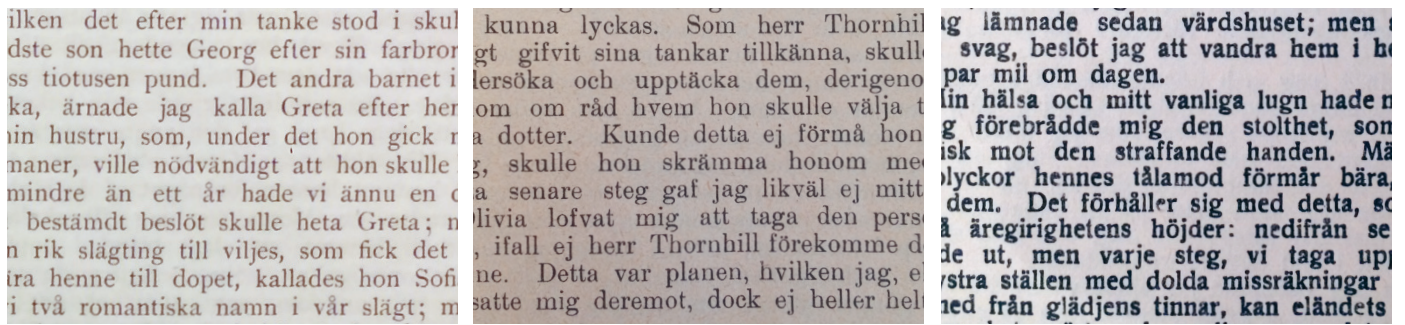 ilken det efter min tanke stod i skul
dste son hette Georg efter sin farbror
ss tiotusen pund. Det andra barnet i
ka, ärnade jag kalla Greta efter her
in hustru, som, under det hon gick
maner, ville nödvändigt att hon skulle
mindre än ett år hade vi ännu en
bestämdt beslöt skulle heta Greta;
n rik slägting till viljes, som fick det
ira henne till dopet, kallades hon Sofi
i två romantiska namn i vår slägt; m
kunna lyckas. Som herr Thornhil
gt gifvit sina tankar tillkänna, skull
ersöka och upptäcka dem, derigeno
om om råd hvem hon skulle välja t
a dotter. Kunde detta ej förmå hon
g, skulle hon skrämma honom me
a senare steg gaf jag likväl ej mitt
livia lofvat mig att taga den pers
, ifall ej herr Thornhill förekomme d
ne. Detta var planen, hvilken jag, e
satte mig deremot, dock ej heller hel
g lämnade sedan värdshuset; men
svag, beslöt jag att vandra hem i h
par mil om dagen.
in hälsa och mitt vanliga lugn hade
g förebrådde mig den stolthet, som
isk mot den straffande handen. Mä
lyckor hennes tålamod förmår bära,
dem. Det förhåller sig med detta, so
å äregirighetens höjder: nedifrån se
de ut, men varje steg, vi taga upp
ystra ställen med dolda missräkningar
ned från glädjens tinnar, kan eländets